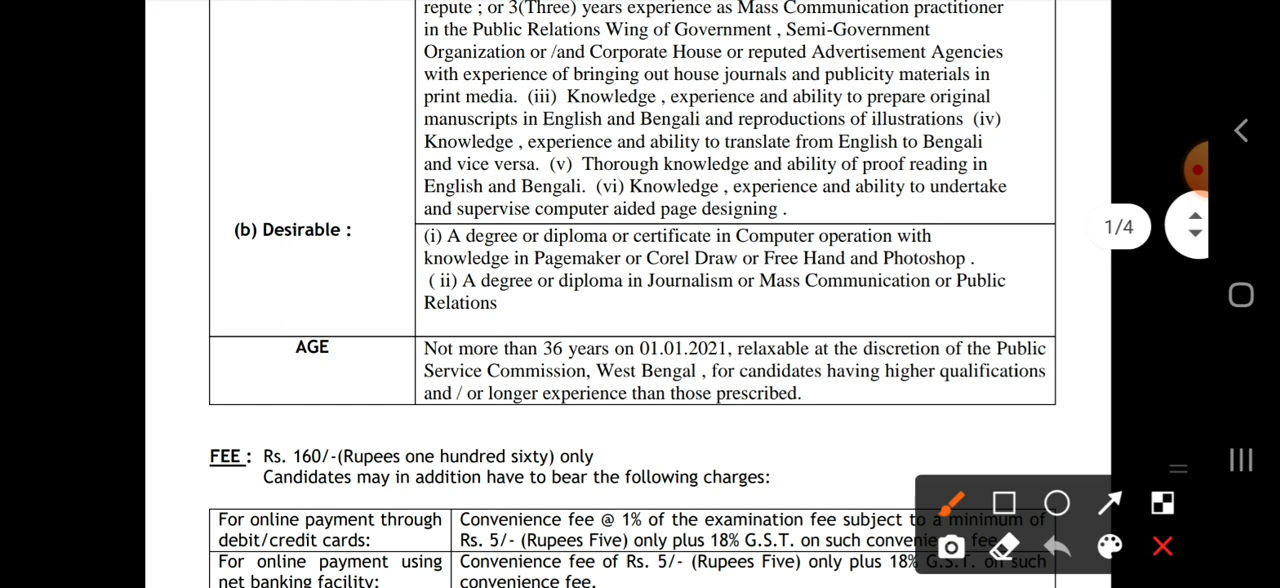 repute ; or 3(Three) years experience as Mass Communication practitioner
in the Public Relations Wing of Government , Semi-Government
Organization or /and Corporate House or reputed Advertisement Agencies
with experience of bringing out house journals and publicity materials in
print media. (iii) Knowledge , experience and ability to prepare original
manuscripts in English and Bengali and reproductions of illustrations (iv)
Knowledge , experience and ability to translate from English to Bengali
and vice versa. (v) Thorough knowledge and ability of proof reading in
English and Bengali. (vi) Knowledge , experience and ability to undertake
and supervise computer aided page designing .
(b) Desirable :
(i) A degree or diploma or certificate in Computer operation with
knowledge in Pagemaker or Corel Draw or Free Hand and Photoshop .
( ii) A degree or diploma in Journalism or Mass Communication or Public
Relations
AGE
Not more than 36 years on 01.01.2021, relaxable at the discretion of the Public
Service Commission, West Bengal , for candidates having higher qualifications
and / or longer experience than those prescribed.
1/4
FEE : Rs. 160/-(Rupees one hundred sixty) only
Candidates may in addition have to bear the following charges:
For online payment through
debit/credit cards:
Convenience fee @ 1% of the examination fee subject to a minimum of
Rs. 5/- (Rupees Five) only plus 18% G.S.T. on such convenience fee.
For online payment using
net banking facility:
Convenience fee of Rs. 5/- (Rupees Five) only plus 18% G.S.T. on such
convenience fee.